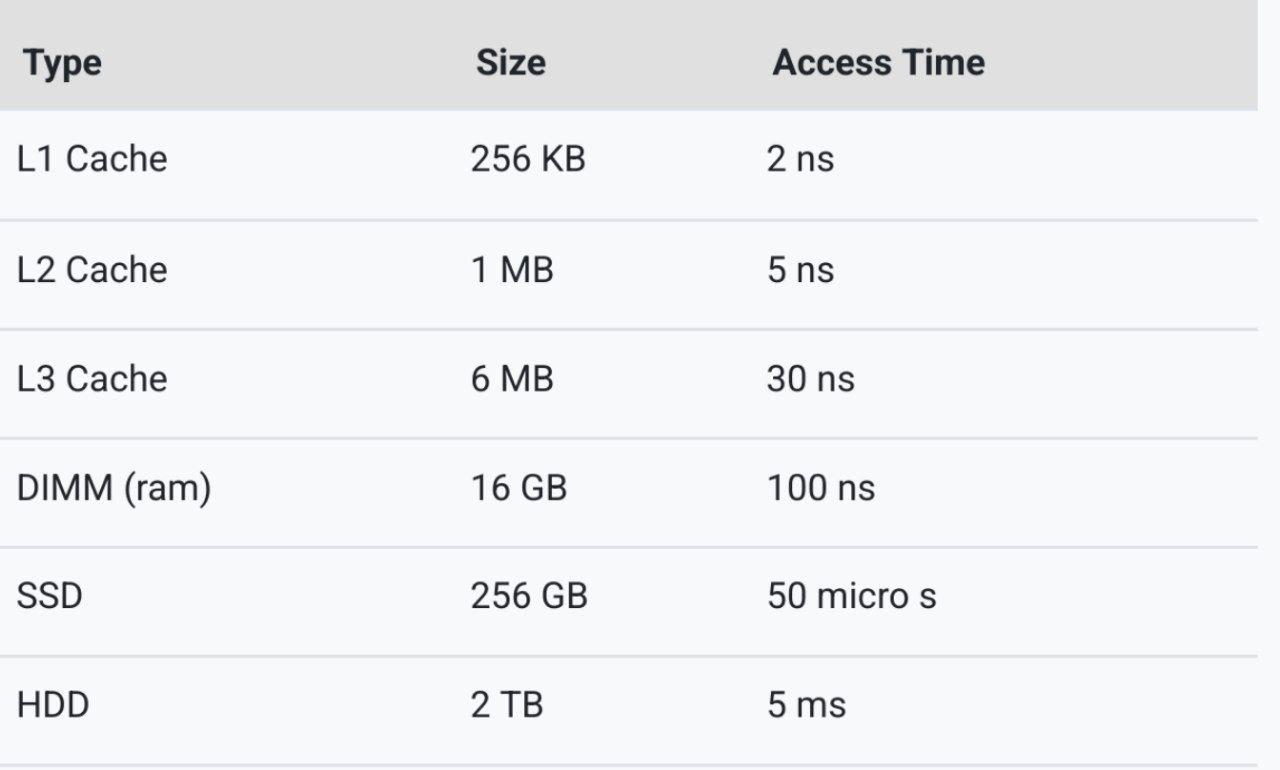 Type Size Access Time
L1 Cache 256 KB 2 ns
L2 Cache 1 MB 5 ns
L3 Cache 6 MB 30 ns
DIMM (ram) 16 GB 100 ns
SSD 256 GB 50 micro s
HDD 2 TB 5 ms